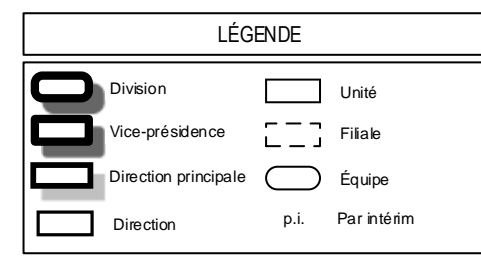 LÉGENDE
Division
Unité
Vice-présidence
Filiale
Direction principale
Équipe
Direction
p.i. Par intérim